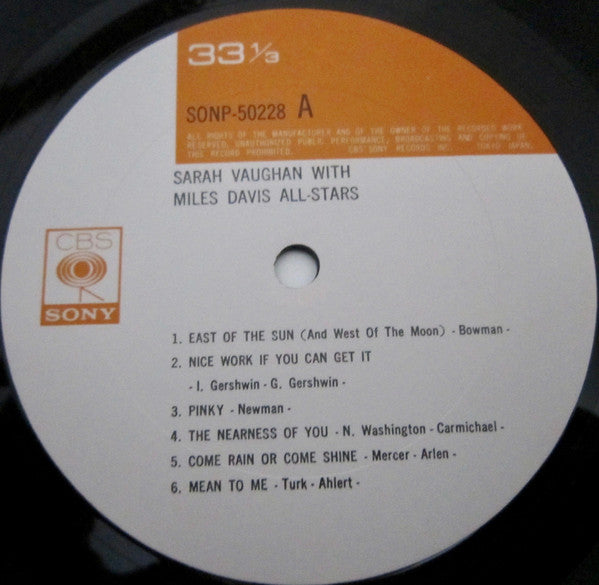 33 1/3
SONP-50228 A
ALL RIGHTS OF THE MANUFACTURER AND OF THE OWNER OF THE RECORDED WORK
RESERVED. UNAUTHORIZED PUBLIC PERFORMANCE, BROADCASTING AND COPYING OF
THIS RECORD PROHIBITED. CBS SONY RECORDS INC. TOKYO JAPAN.
SARAH VAUGHAN WITH
MILES DAVIS ALL-STARS
CBS
SONY
1. EAST OF THE SUN (And West Of The Moon) - Bowman -
2. NICE WORK IF YOU CAN GET IT
- I. Gershwin - G. Gershwin -
3. PINKY - Newman -
4. THE NEARNESS OF YOU - N. Washington - Carmichael -
5. COME RAIN OR COME SHINE - Mercer - Arlen -
6. MEAN TO ME - Turk - Ahlert -